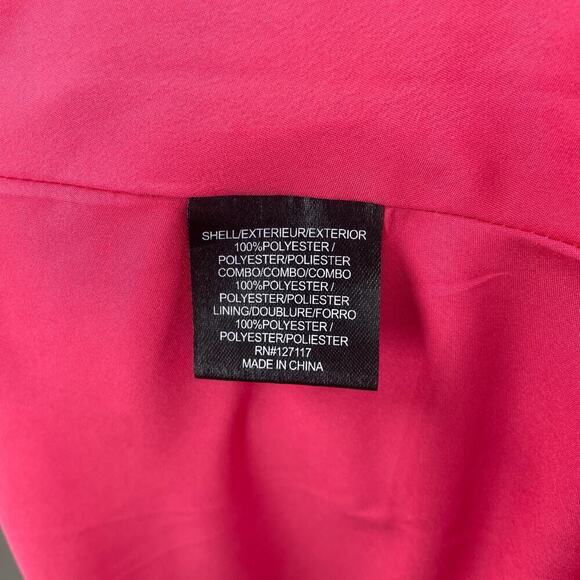 SHELL/EXTERIEUR/EXTERIOR
100%POLYESTER /
POLYESTER/POLIESTER
COMBO/COMBO/COMBO
100%POLYESTER /
POLYESTER/POLIESTER
LINING/DOUBLURE/FORRO
100%POLYESTER /
POLYESTER/POLIESTER
RN#127117
MADE IN CHINA